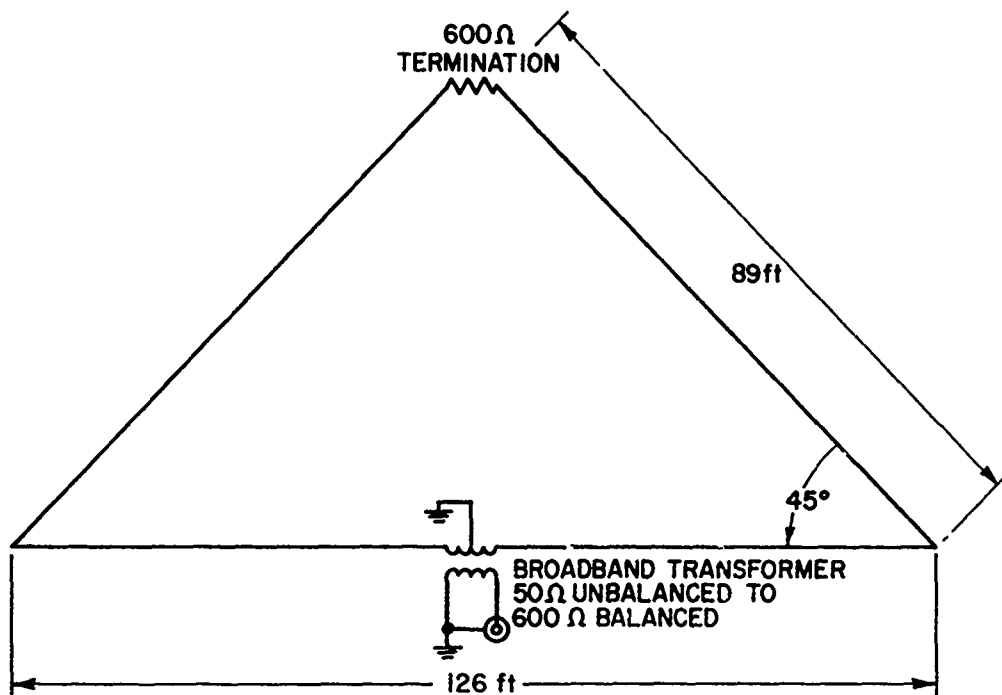 600Ω
TERMINATION
89ft
45°
BROADBAND TRANSFORMER
50Ω UNBALANCED TO
600 Ω BALANCED
126 ft